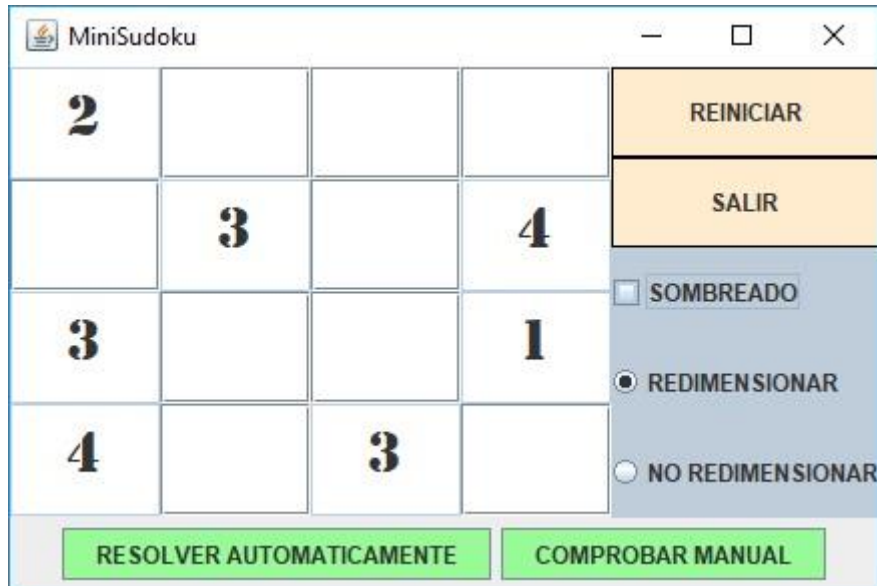 MiniSudoku
2
REINICIAR
3 4
SALIR
SOMBREADO
3 1
REDIMENSIONAR
4 3
NO REDIMENSIONAR
RESOLVER AUTOMATICAMENTE COMPROBAR MANUAL